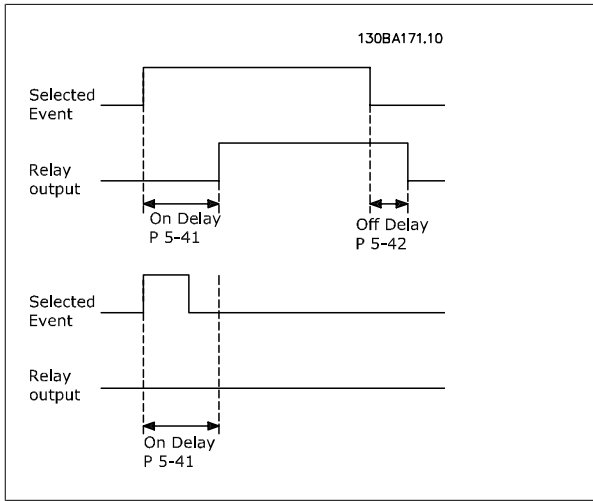 130BA171.10
Selected
Event
Relay
output
On Delay
P 5-41
Off Delay
P 5-42
Selected
Event
Relay
output
On Delay
P 5-41